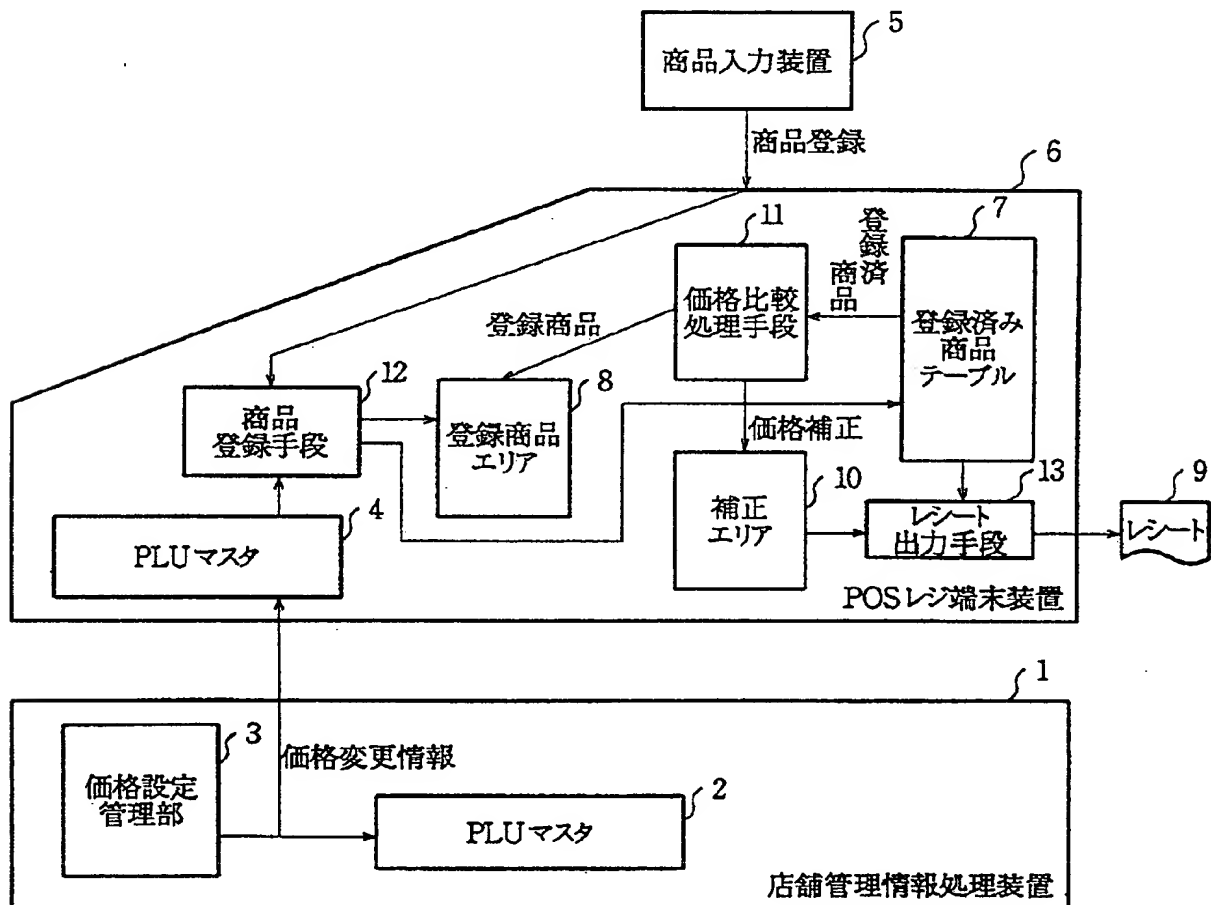 5
商品入力装置
商品登録
6
11
登録済
商品
7
価格比較
処理手段
登録済み
商品
テーブル
登録商品
12
8
商品
登録手段
登録商品
エリア
価格補正
10
13
9
補正
エリア
レシート
出力手段
レシート
4
PLUマスタ
POSレジ端末装置
1
3
価格変更情報
価格設定
管理部
2
PLUマスタ
店舗管理情報処理装置